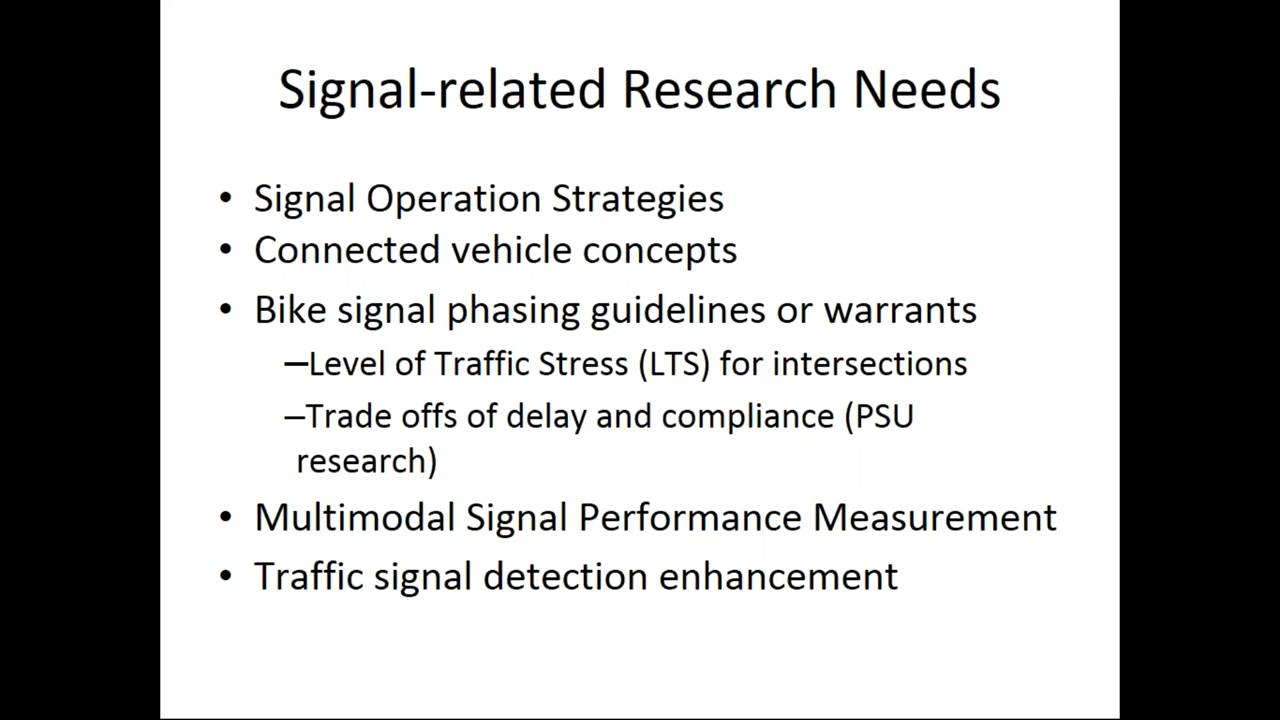 Signal-related Research Needs
• Signal Operation Strategies
• Connected vehicle concepts
• Bike signal phasing guidelines or warrants
–Level of Traffic Stress (LTS) for intersections
–Trade offs of delay and compliance (PSU
research)
• Multimodal Signal Performance Measurement
• Traffic signal detection enhancement